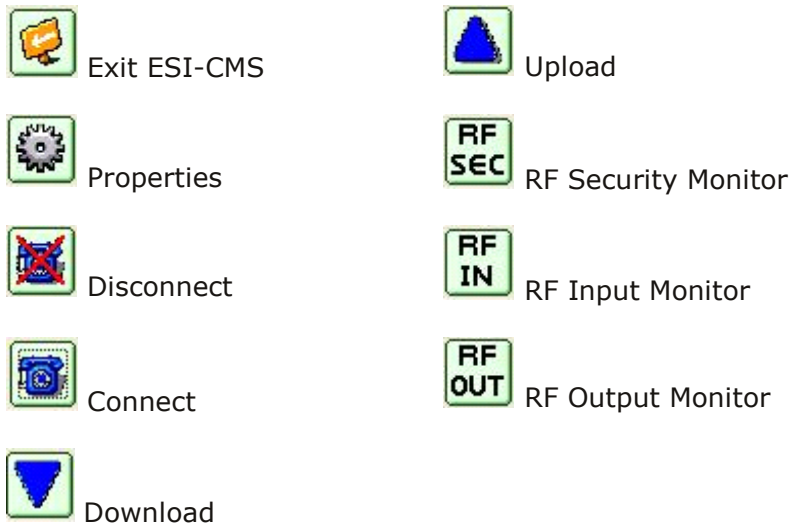 Exit ESI-CMS
Properties
Disconnect
Connect
Download
Upload
RF
SEC
RF Security Monitor
RF
IN
RF Input Monitor
RF
OUT
RF Output Monitor